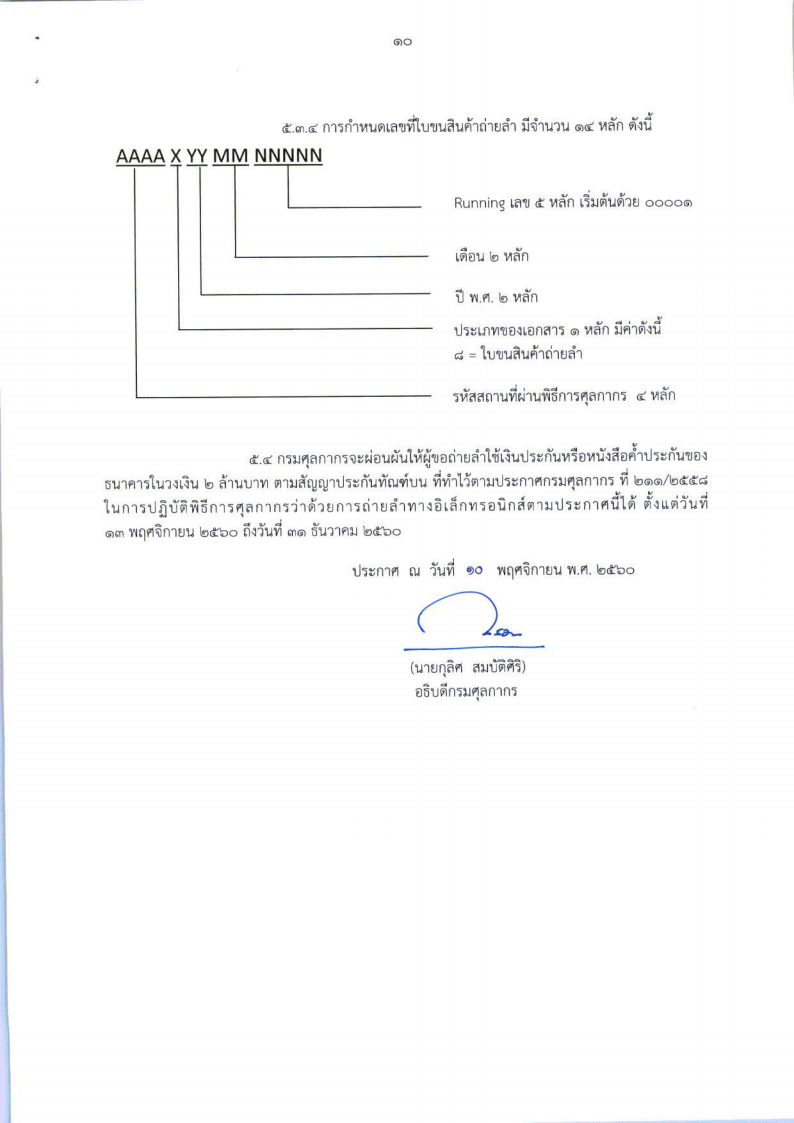 ๑๐
๕.๓.๔ การกำหนดเลขที่ใบขนสินค้าถ่ายลำ มีจำนวน ๑๔ หลัก ดังนี้
AAAA X YY MM NNNNN
Running เลข ๕ หลัก เริ่มต้นด้วย ๐๐๐๐๑
เดือน ๒ หลัก
ปี พ.ศ. ๒ หลัก
ประเภทของเอกสาร ๑ หลัก มีค่าดังนี้
๘ = ใบขนสินค้าถ่ายลำ
รหัสสถานที่ผ่านพิธีการศุลกากร ๔ หลัก
๕.๔ กรมศุลกากรจะผ่อนผันให้ผู้ขอถ่ายลำใช้เงินประกันหรือหนังสือค้ำประกันของ
ธนาคารในวงเงิน ๒ ล้านบาท ตามสัญญาประกันทัณฑ์บน ที่ทำไว้ตามประกาศกรมศุลกากร ที่ ๒๑๑/๒๕๕๘
ในการปฏิบัติพิธีการศุลกากรว่าด้วยการถ่ายลำทางอิเล็กทรอนิกส์ตามประกาศนี้ได้ ตั้งแต่วันที่
๑๓ พฤศจิกายน ๒๕๖๐ ถึงวันที่ ๓๑ ธันวาคม ๒๕๖๐
ประกาศ ณ วันที่ ๑๐ พฤศจิกายน พ.ศ. ๒๕๖๐
(นายกุลิศ สมบัติศิริ)
อธิบดีกรมศุลกากร